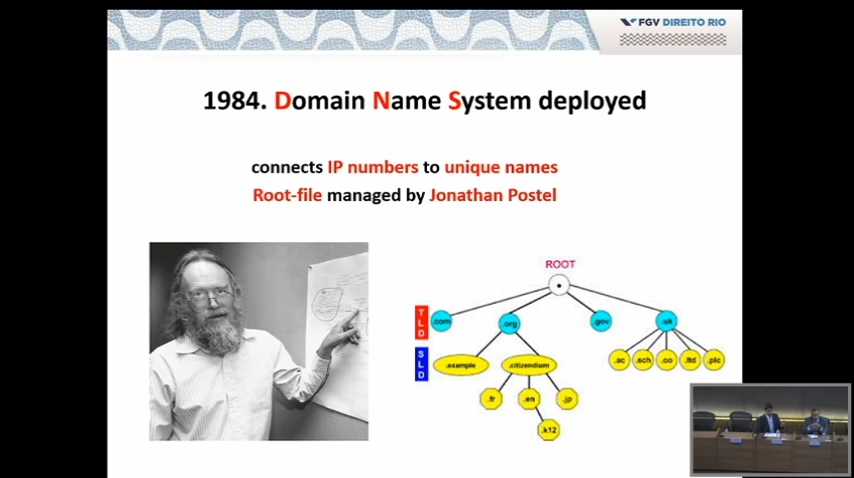 FGV DIREITO RIO
1984. Domain Name System deployed
connects IP numbers to unique names
Root-file managed by Jonathan Postel
ROOT
TLD
.com
.org
.gov
.uk
SLD
.example
.citizendium
.ac
.sch
.co
.ltd
.plc
.fr
.en
.jp
.k12